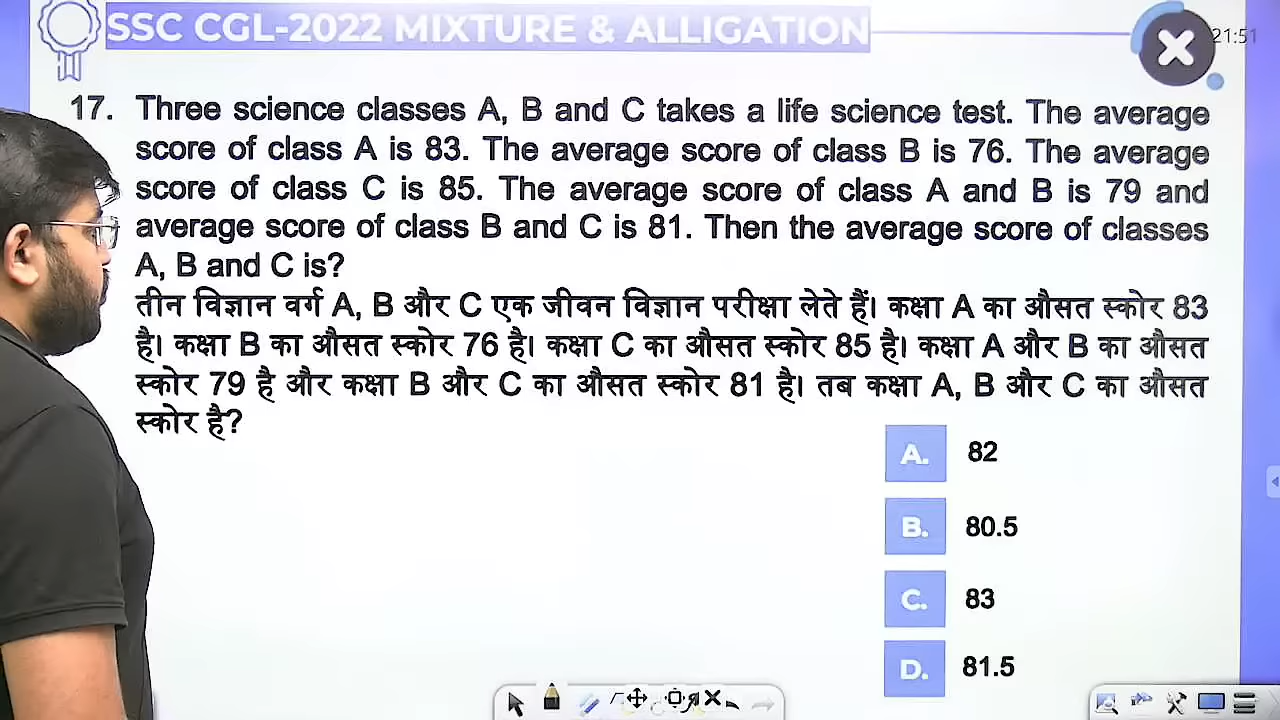 SSC CGL-2022 MIXTURE & ALLIGATION
21:51
17. Three science classes A, B and C takes a life science test. The average
score of class A is 83. The average score of class B is 76. The average
score of class C is 85. The average score of class A and B is 79 and
average score of class B and C is 81. Then the average score of classes
A, B and C is?
तीन विज्ञान वर्ग A, B और C एक जीवन विज्ञान परीक्षा लेते हैं। कक्षा A का औसत स्कोर 83
है। कक्षा B का औसत स्कोर 76 है। कक्षा C का औसत स्कोर 85 है। कक्षा A और B का औसत
स्कोर 79 है और कक्षा B और C का औसत स्कोर 81 है। तब कक्षा A, B और C का औसत
स्कोर है?
A. 82
B. 80.5
C. 83
D. 81.5